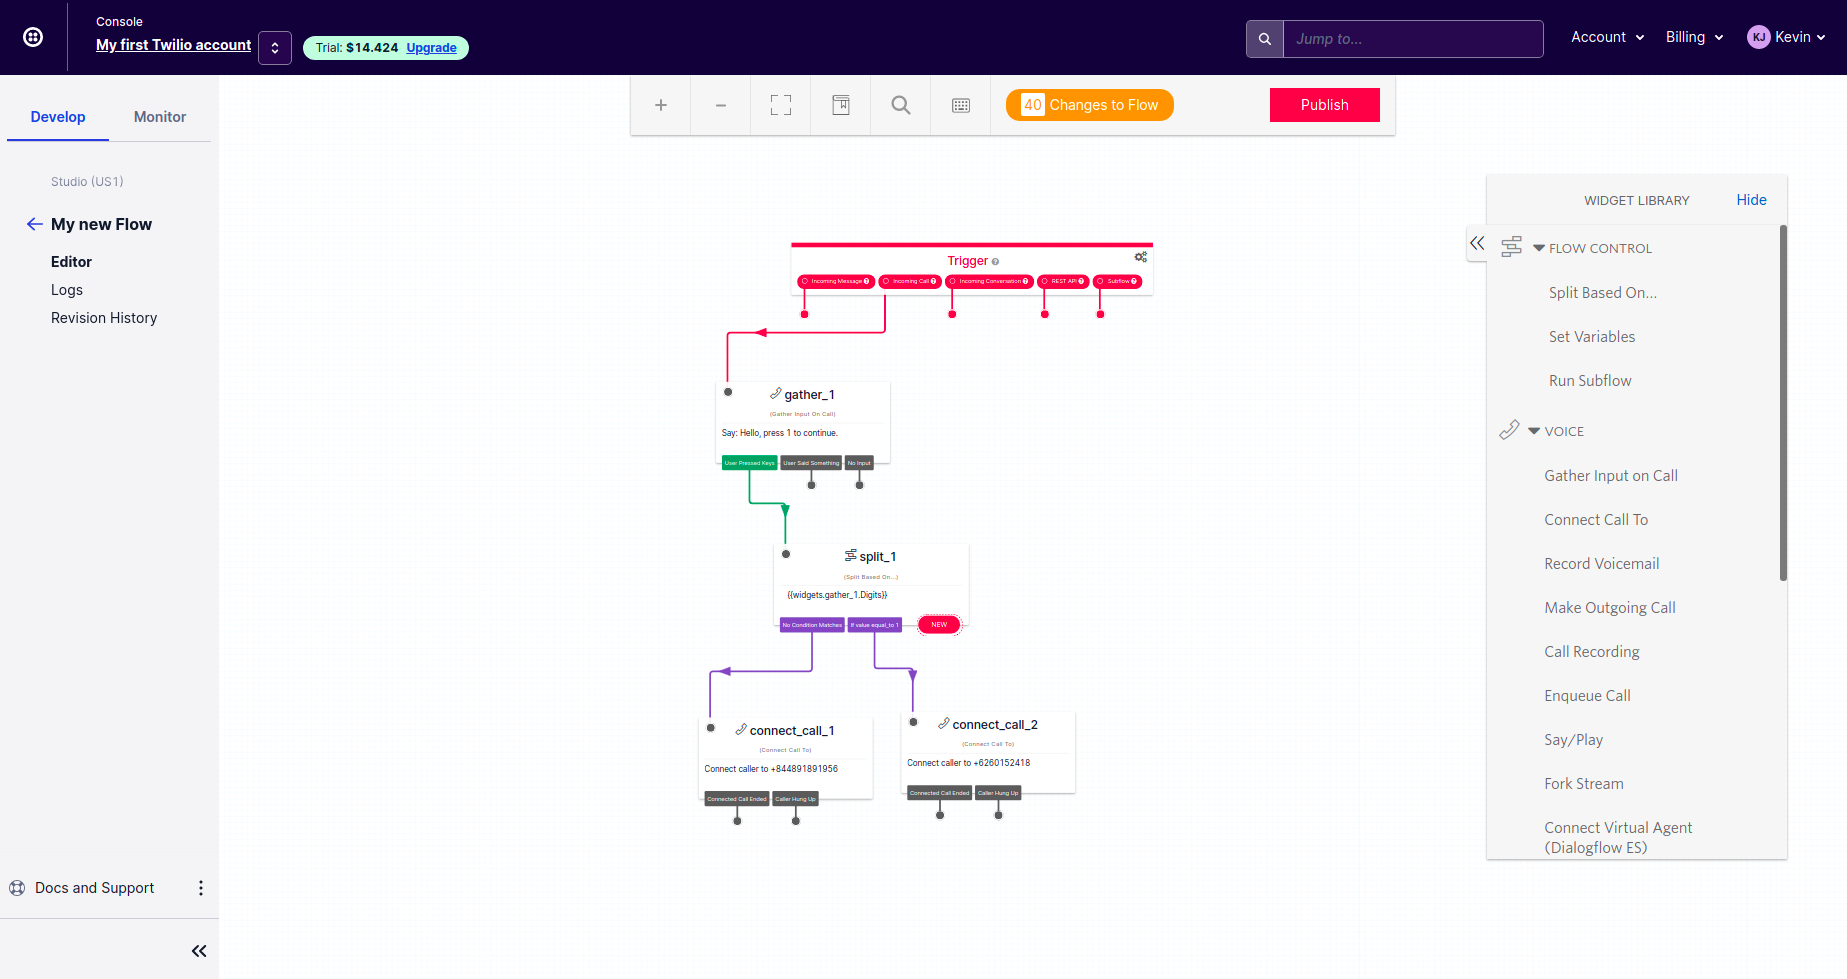 Console
My first Twilio account
Trial: $14.424 Upgrade
Jump to...
Account
Billing
KJ Kevin
Develop Monitor
Studio (US1)
My new Flow
Editor
Logs
Revision History
Docs and Support
40 Changes to Flow
Publish
Trigger
Incoming Message
Incoming Call
Incoming Conversation
REST API
Subflow
gather_1
(Gather Input On Call)
Say: Hello, press 1 to continue.
User Pressed Keys
User Said Something
No Input
split_1
(Split Based On...)
{{widgets.gather_1.Digits}}
No Condition Matches
If value equal_to 1
NEW
connect_call_1
(Connect Call To)
Connect caller to +844891891956
Connected Call Ended
Caller Hung Up
connect_call_2
(Connect Call To)
Connect caller to +6260152418
Connected Call Ended
Caller Hung Up
WIDGET LIBRARY
Hide
FLOW CONTROL
Split Based On...
Set Variables
Run Subflow
VOICE
Gather Input on Call
Connect Call To
Record Voicemail
Make Outgoing Call
Call Recording
Enqueue Call
Say/Play
Fork Stream
Connect Virtual Agent
(Dialogflow ES)